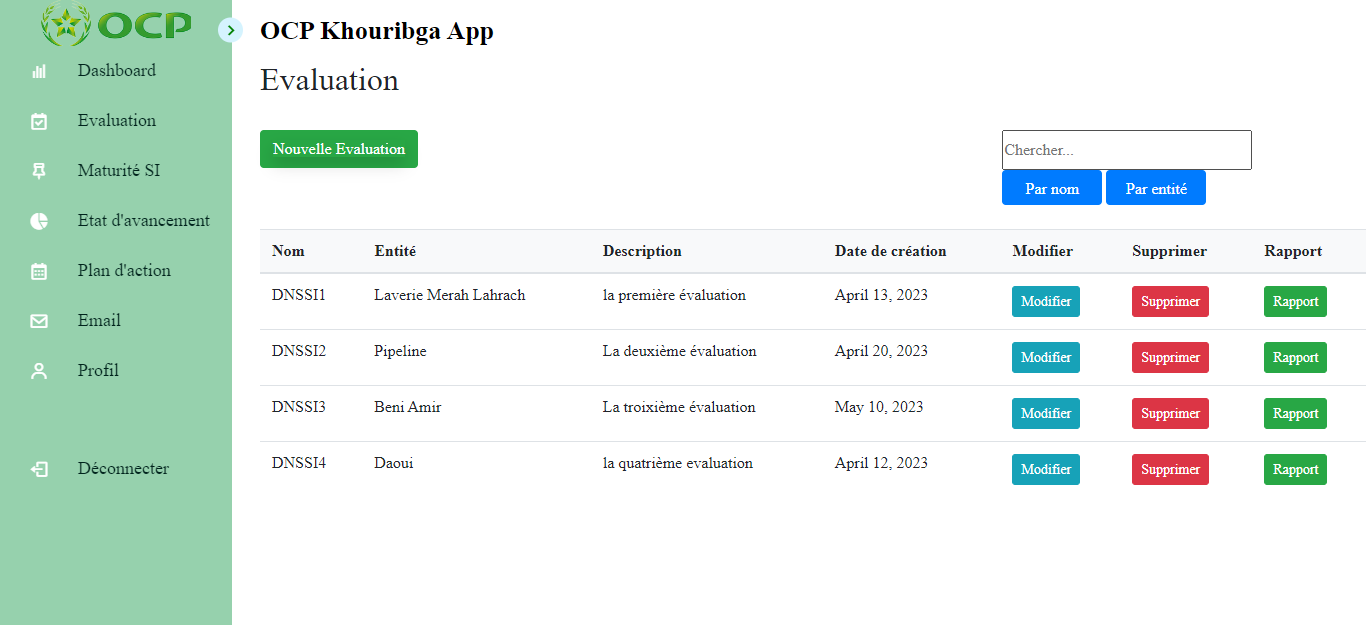 OCP
Dashboard
Evaluation
Maturité SI
Etat d'avancement
Plan d'action
Email
Profil
Déconnecter
OCP Khouribga App
Evaluation
Nouvelle Evaluation
Chercher...
Par nom Par entité
Nom Entité Description Date de création Modifier Supprimer Rapport
DNSSI1 Laverie Merah Lahrach la première évaluation April 13, 2023 Modifier Supprimer Rapport
DNSSI2 Pipeline La deuxième évaluation April 20, 2023 Modifier Supprimer Rapport
DNSSI3 Beni Amir La troixième évaluation May 10, 2023 Modifier Supprimer Rapport
DNSSI4 Daoui la quatrième evaluation April 12, 2023 Modifier Supprimer Rapport